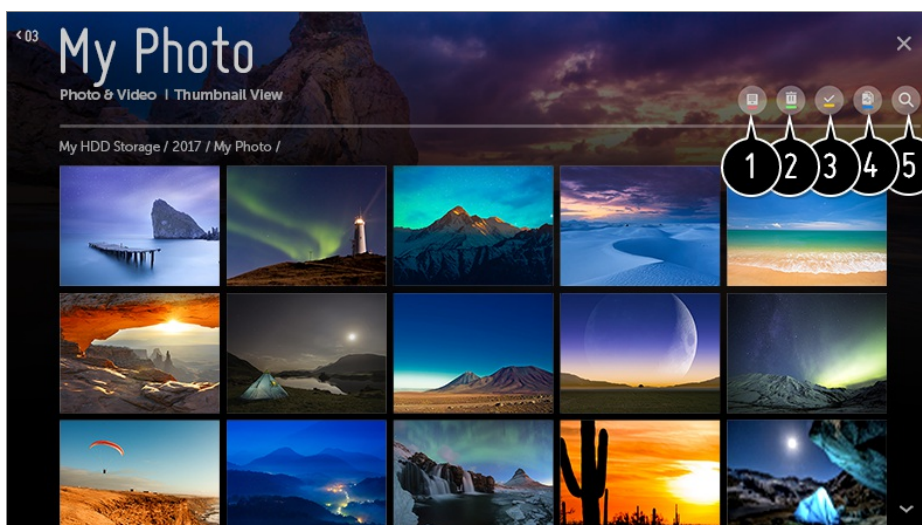 < 03
My Photo
Photo & Video | Thumbnail View
My HDD Storage / 2017 / My Photo /
1 2 3 4 5